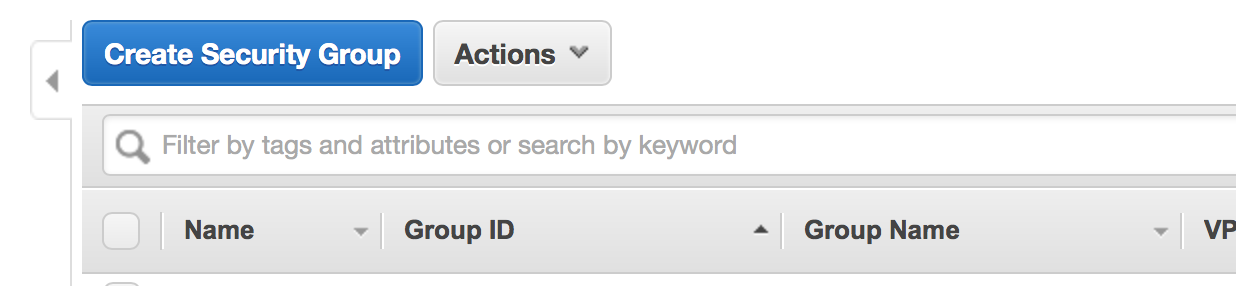 Create Security Group Actions
Filter by tags and attributes or search by keyword
Name Group ID Group Name VP